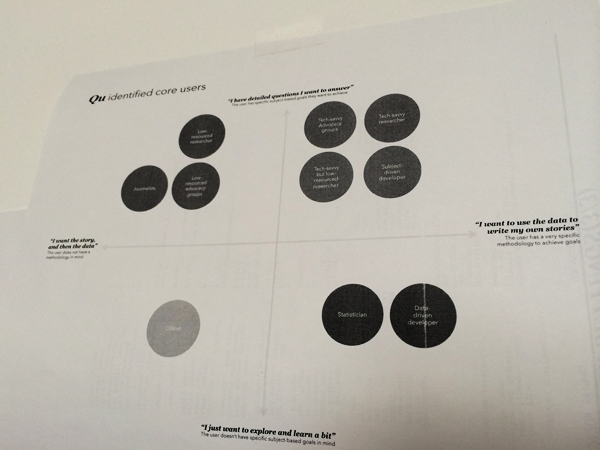 Qu identified core users
"I have detailed questions I want to answer"
The user has specific subject-based goals they want to achieve
Low-
resourced
researcher
Journalists
Low-
resourced
advocacy
groups
Tech-savvy
Advocacy
groups
Tech-savvy
researcher
Tech-savvy
but low-
resourced
researcher
Subject-
driven
developer
"I want the story,
and then the data"
The user does not have a
methodology in mind
"I want to use the data to
write my own stories"
The user has a very specific
methodology to achieve goals
Statistician
Data-
driven
developer
"I just want to explore and learn a bit"
The user doesn't have specific subject-based goals in mind